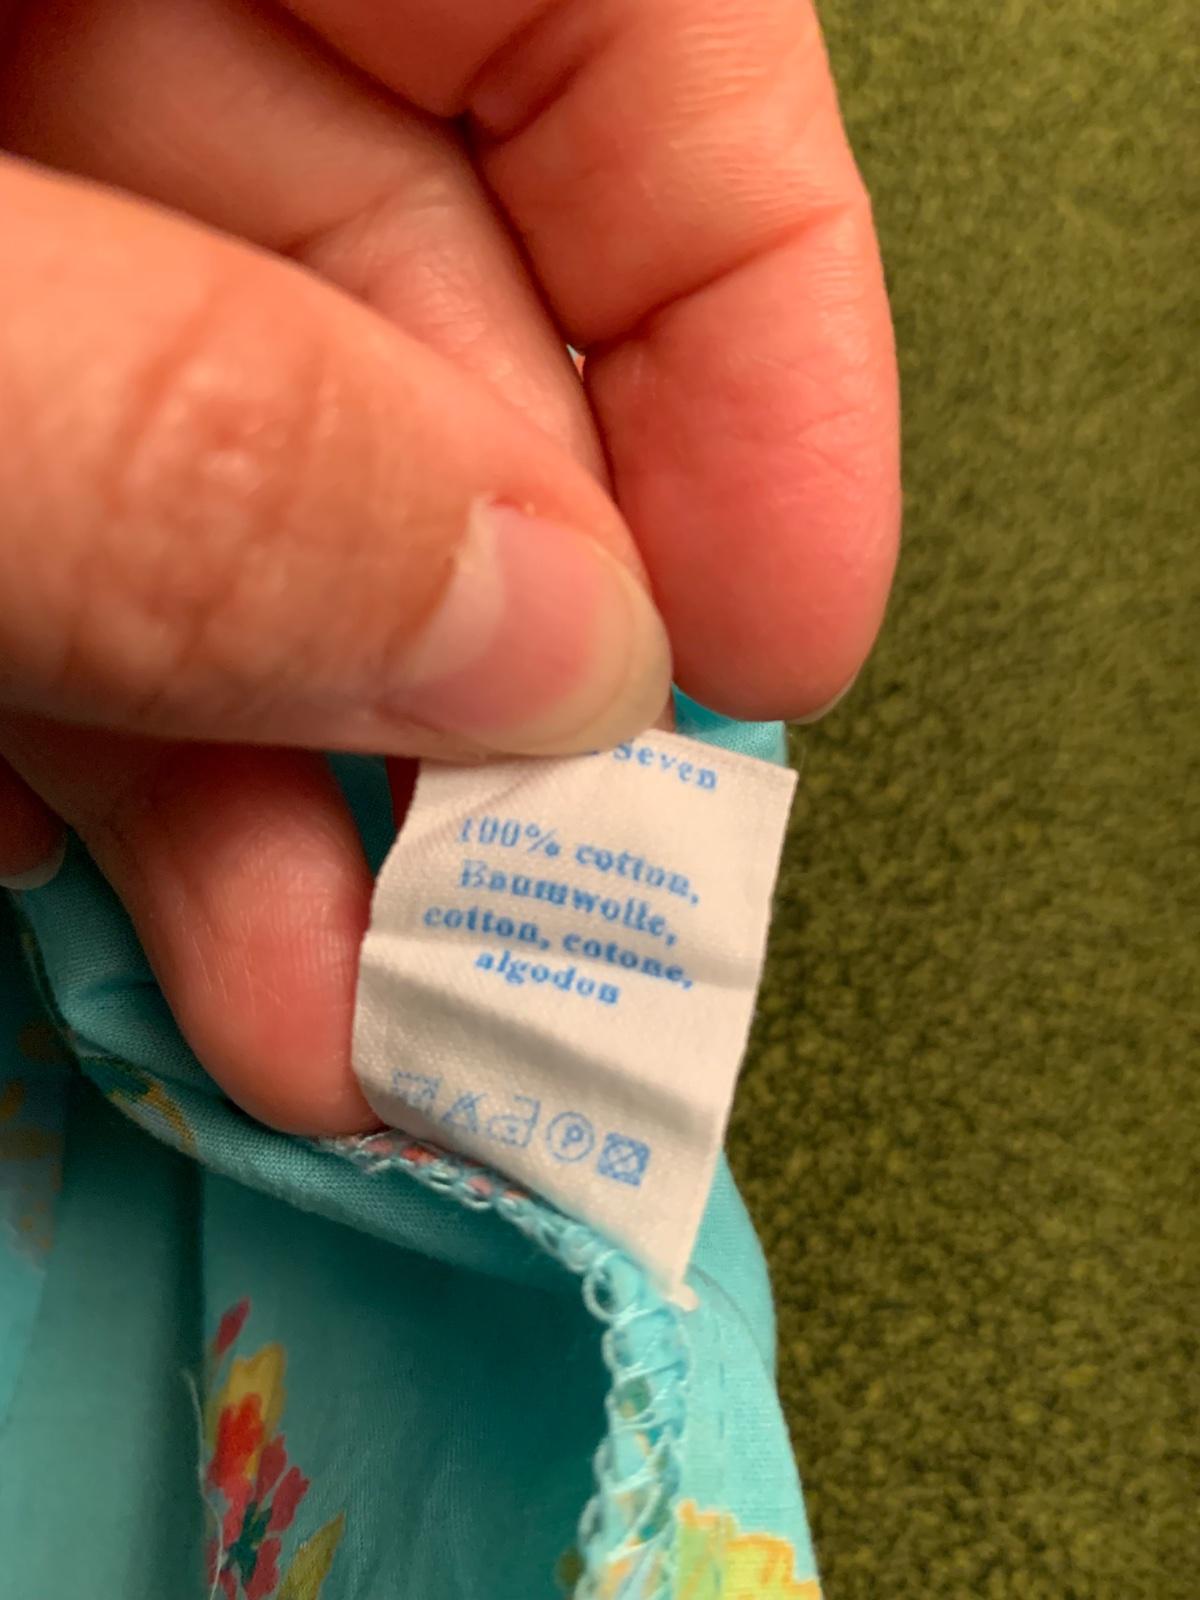 Seven
100% cotton,
Baumwolle,
cotton, cotone,
algodon
P